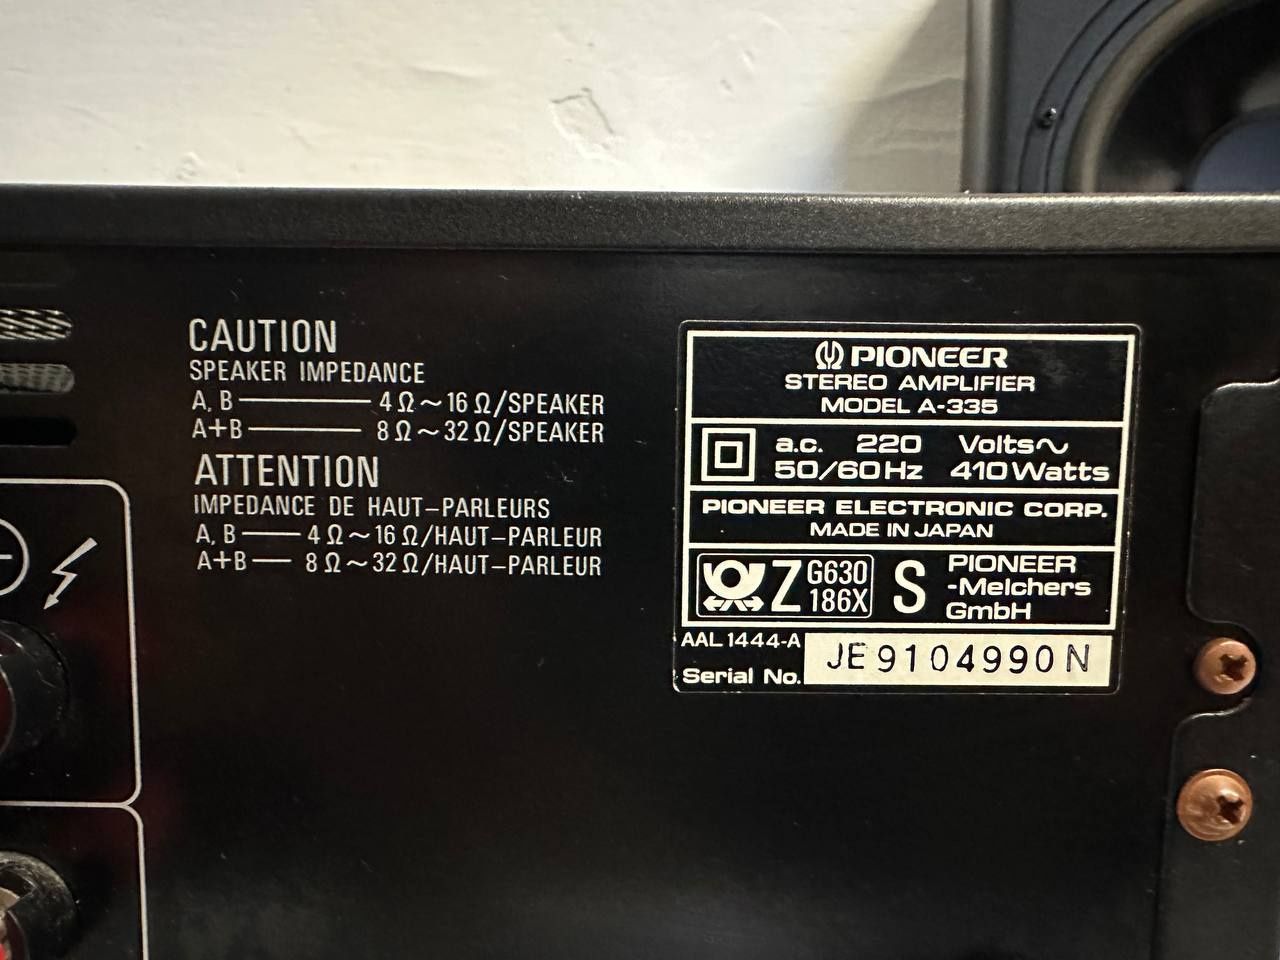 CAUTION
SPEAKER IMPEDANCE
A, B 4 Ω ~ 16 Ω/SPEAKER
A+B 8 Ω ~ 32 Ω/SPEAKER
ATTENTION
IMPEDANCE DE HAUT-PARLEURS
A, B 4 Ω ~ 16 Ω/HAUT-PARLEUR
A+B 8 Ω ~ 32 Ω/HAUT-PARLEUR
PIONEER
STEREO AMPLIFIER
MODEL A-335
a.c. 220 Volts~
50/60Hz 410Watts
PIONEER ELECTRONIC CORP.
MADE IN JAPAN
Z G630
186X
S
PIONEER
-Melchers
GmbH
AAL1444-A
Serial No. JE9104990N